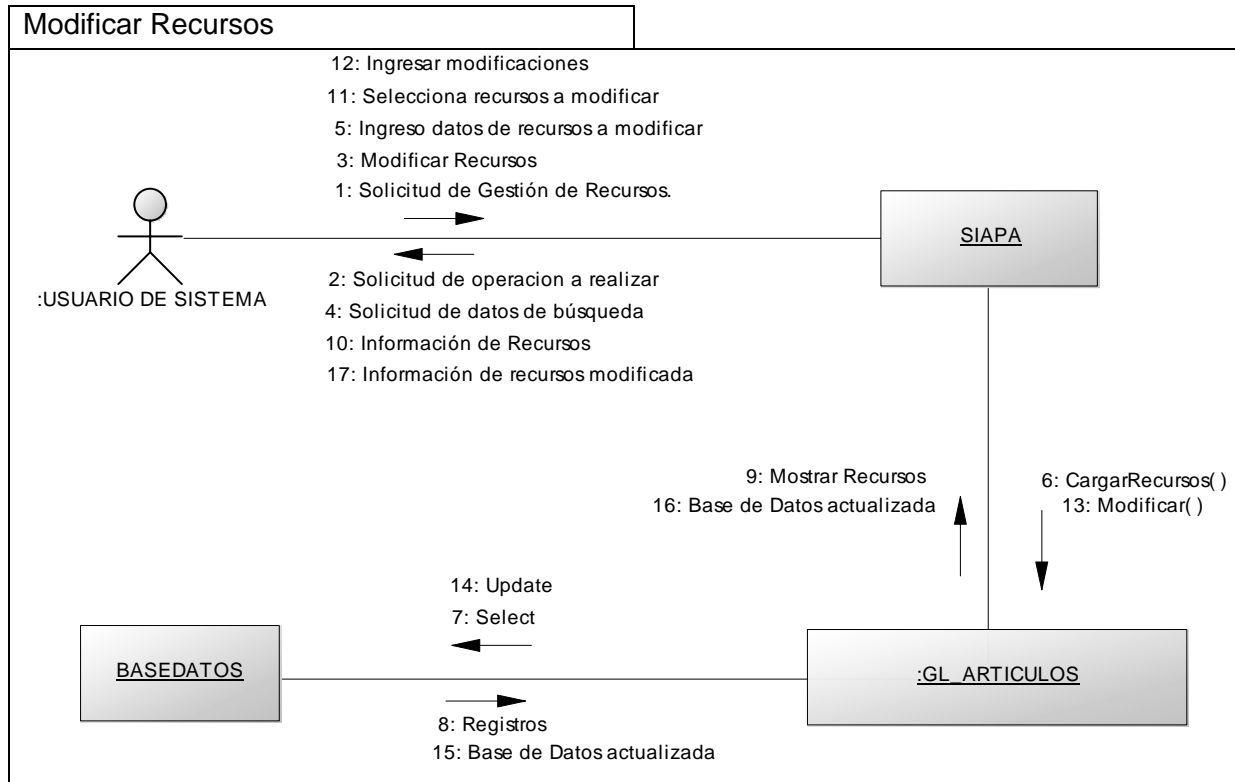 Modificar Recursos
12: Ingresar modificaciones
11: Selecciona recursos a modificar
5: Ingreso datos de recursos a modificar
3: Modificar Recursos
1: Solicitud de Gestión de Recursos.
SIAPA
:USUARIO DE SISTEMA
2: Solicitud de operacion a realizar
4: Solicitud de datos de búsqueda
10: Información de Recursos
17: Información de recursos modificada
9: Mostrar Recursos
16: Base de Datos actualizada
6: CargarRecursos( )
13: Modificar( )
14: Update
7: Select
BASEDATOS
:GL_ARTICULOS
8: Registros
15: Base de Datos actualizada